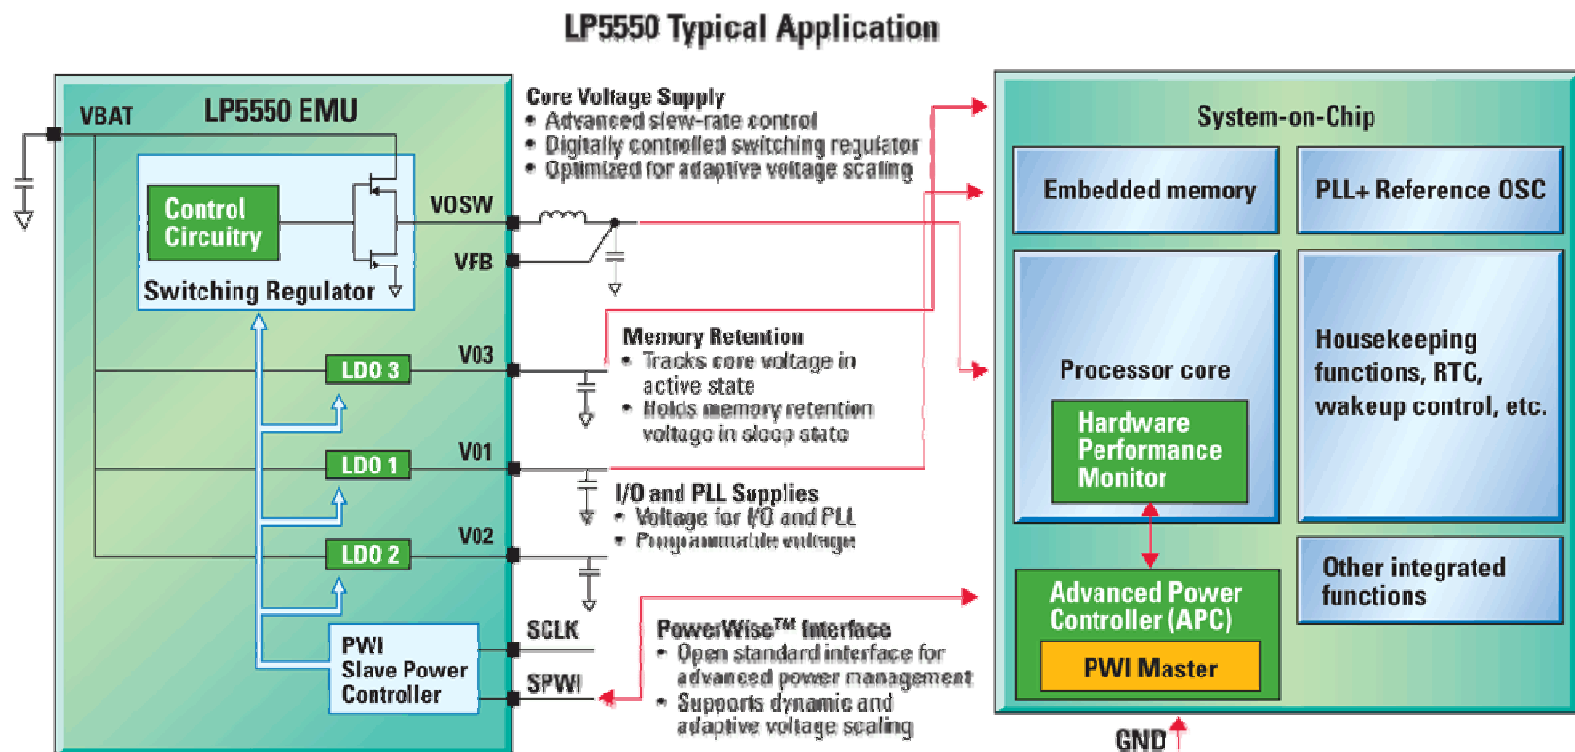 LP5550 Typical Application
VBAT
LP5550 EMU
Control
Circuitry
Switching Regulator
VOSW
VFB
LDO 3
V03
LDO 1
V01
LDO 2
V02
PWI
Slave Power
Controller
SCLK
SPWI
Core Voltage Supply
• Advanced slew-rate control
• Digitally controlled switching regulator
• Optimized for adaptive voltage scaling
Memory Retention
• Tracks core voltage in
active state
• Holds memory retention
voltage in sleep state
I/O and PLL Supplies
• Voltage for I/O and PLL
• Programmable voltage
PowerWise™ Interface
• Open standard interface for
advanced power management
• Supports dynamic and
adaptive voltage scaling
System-on-Chip
Embedded memory
PLL+ Reference OSC
Processor core
Hardware
Performance
Monitor
Housekeeping
functions, RTC,
wakeup control, etc.
Advanced Power
Controller (APC)
PWI Master
Other integrated
functions
GND